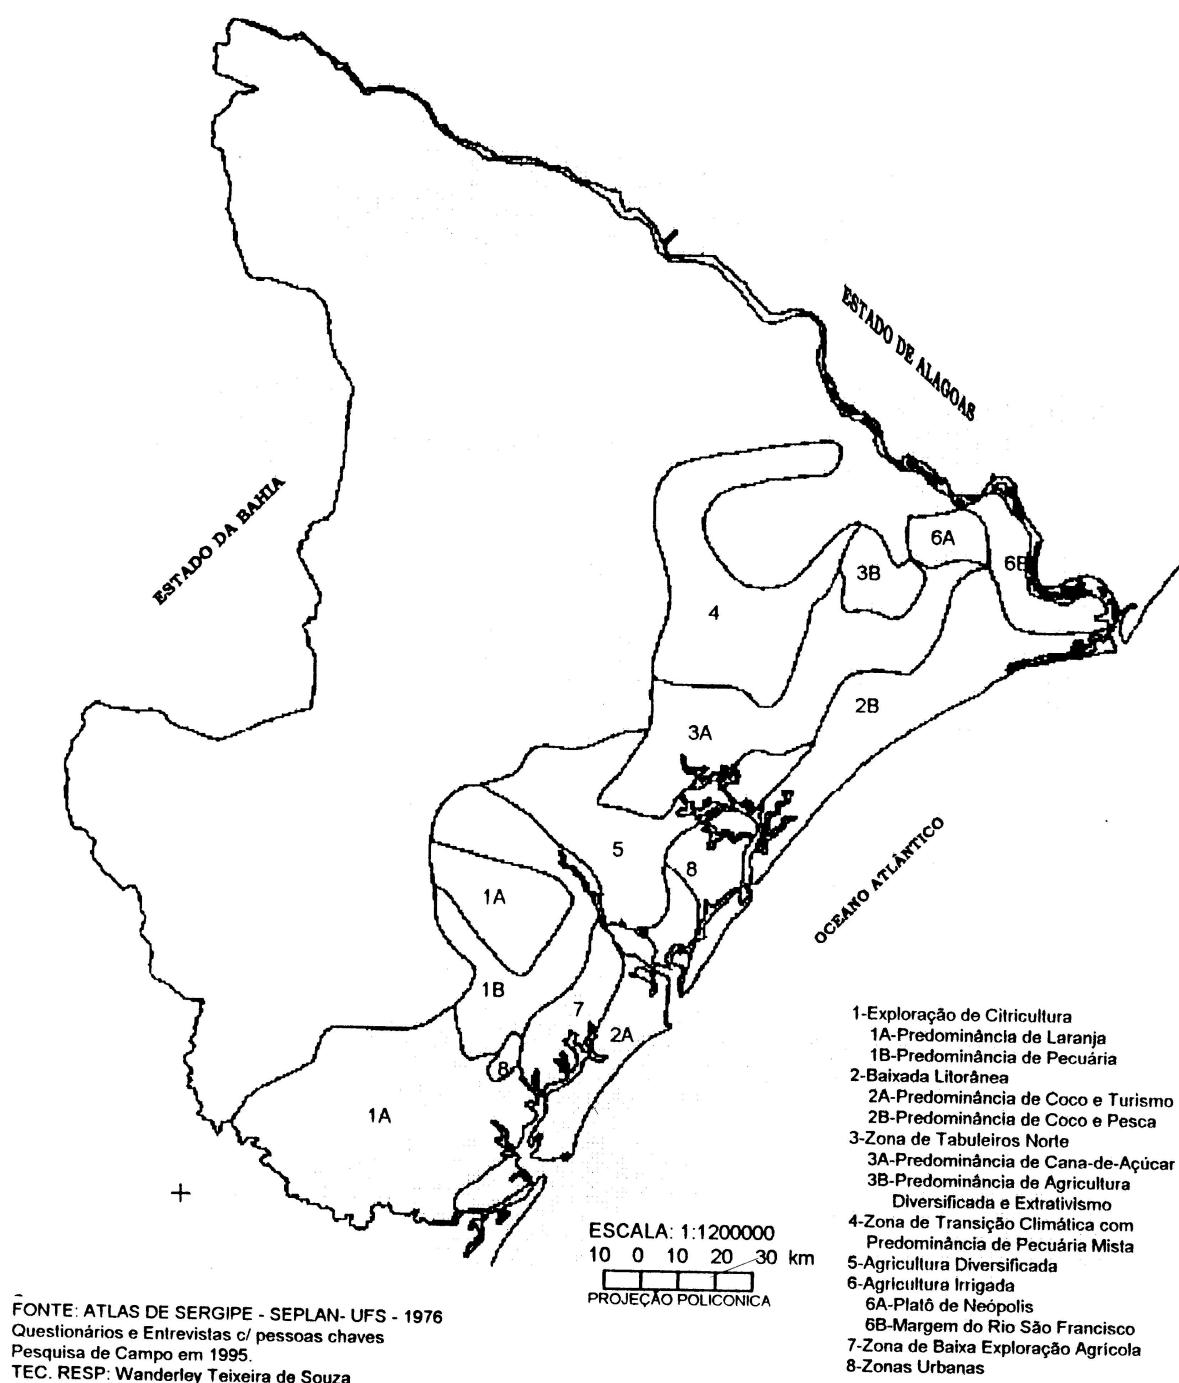 ESTADO DE ALAGOAS
ESTADO DA BAHIA
6A
6B
3B
4
2B
3A
5
8
1A
OCEANO ATLÂNTICO
1B
7
2A
8
1A
1-Exploração de Citricultura
1A-Predominância de Laranja
1B-Predominância de Pecuária
2-Baixada Litorânea
2A-Predominância de Coco e Turismo
2B-Predominância de Coco e Pesca
3-Zona de Tabuleiros Norte
3A-Predominância de Cana-de-Açúcar
3B-Predominância de Agricultura
Diversificada e Extrativismo
4-Zona de Transição Climática com
Predominância de Pecuária Mista
5-Agricultura Diversificada
6-Agricultura Irrigada
6A-Platô de Neópolis
6B-Margem do Rio São Francisco
7-Zona de Baixa Exploração Agrícola
8-Zonas Urbanas
ESCALA: 1:1200000
10 0 10 20 30 km
PROJEÇÃO POLICONICA
FONTE: ATLAS DE SERGIPE - SEPLAN- UFS - 1976
Questionários e Entrevistas c/ pessoas chaves
Pesquisa de Campo em 1995.
TEC. RESP: Wanderley Teixeira de Souza